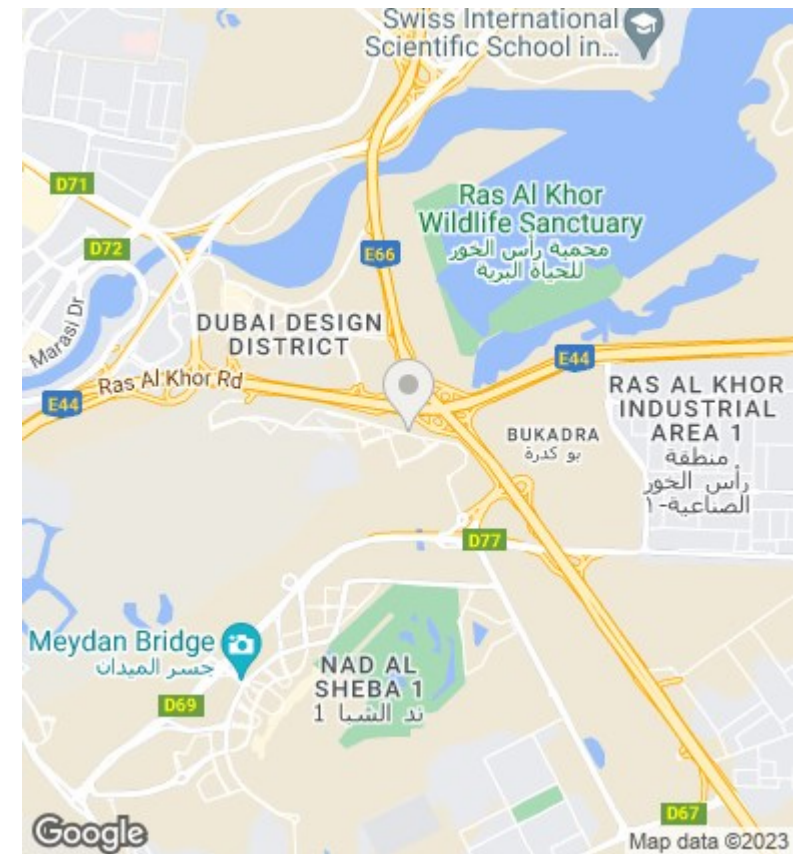 Swiss International
Scientific School in...
D71
D72
E66
Ras Al Khor
Wildlife Sanctuary
محمية رأس الخور
للحياة البرية
Marasi Dr
DUBAI DESIGN
DISTRICT
Ras Al Khor Rd
E44
E44
RAS AL KHOR
INDUSTRIAL
AREA 1
منطقة
رأس الخور
الصناعية-١
BUKADRA
بو كدرة
D77
Meydan Bridge
جسر الميدان
NAD AL
SHEBA 1
ند الشبا 1
D69
D67
Google
Map data ©2023